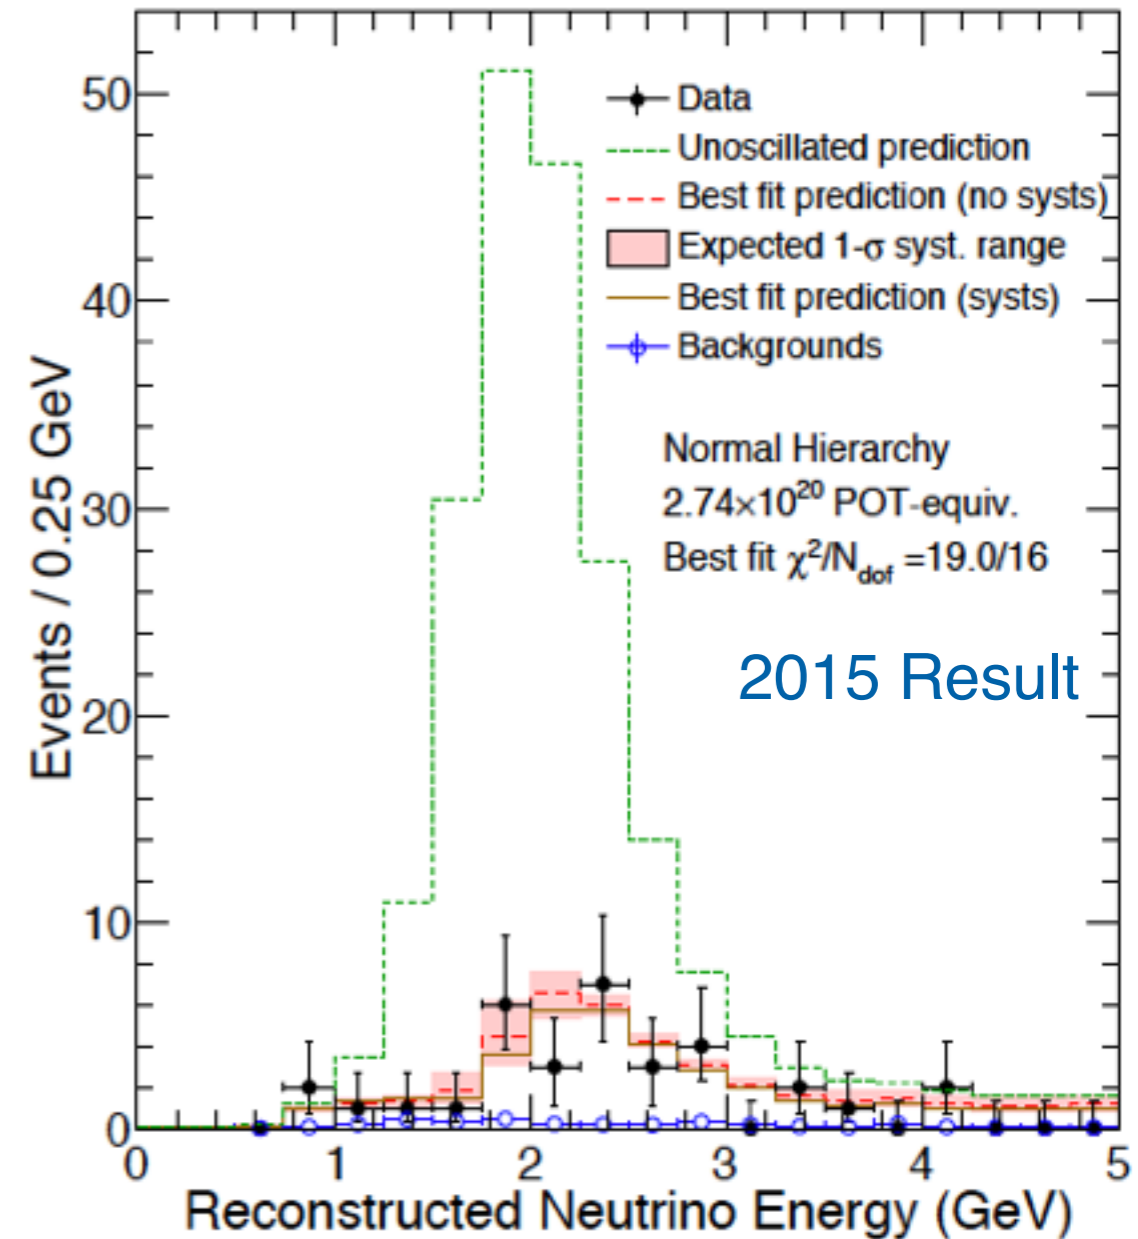 50
40
30
20
10
0
Events / 0.25 GeV
Data
Unoscillated prediction
Best fit prediction (no systs)
Expected 1-σ syst. range
Best fit prediction (systs)
Backgrounds
Normal Hierarchy
2.74×10²⁰ POT-equiv.
Best fit χ²/N_dof =19.0/16
2015 Result
0 1 2 3 4 5
Reconstructed Neutrino Energy (GeV)